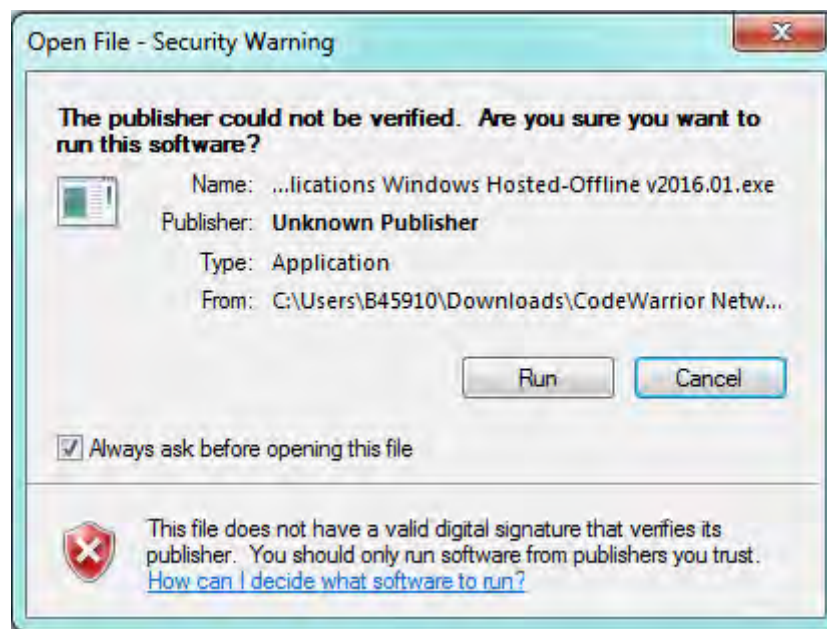 Open File - Security Warning
The publisher could not be verified. Are you sure you want to
run this software?
Name: ...lications Windows Hosted-Offline v2016.01.exe
Publisher: Unknown Publisher
Type: Application
From: C:\Users\B45910\Downloads\CodeWarrior Netw...
Run Cancel
Always ask before opening this file
This file does not have a valid digital signature that verifies its
publisher. You should only run software from publishers you trust.
How can I decide what software to run?